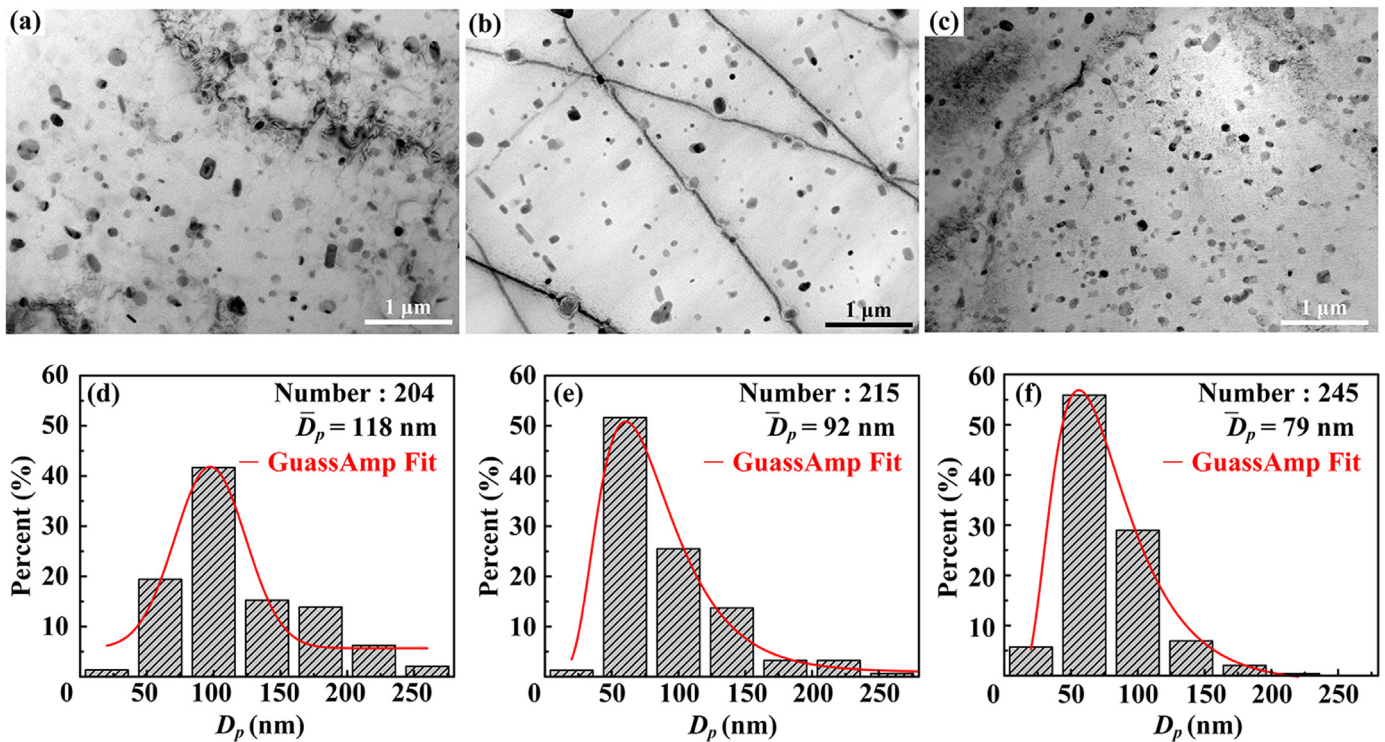 (a)
1 μm
(b)
1 μm
(c)
1 μm
(d)
Number : 204
D̅p = 118 nm
GuassAmp Fit
Percent (%)
60
50
40
30
20
10
0
50
100
150
200
250
Dp (nm)
(e)
Number : 215
D̅p = 92 nm
GuassAmp Fit
Percent (%)
60
50
40
30
20
10
0
50
100
150
200
250
Dp (nm)
(f)
Number : 245
D̅p = 79 nm
GuassAmp Fit
Percent (%)
60
50
40
30
20
10
0
50
100
150
200
250
Dp (nm)